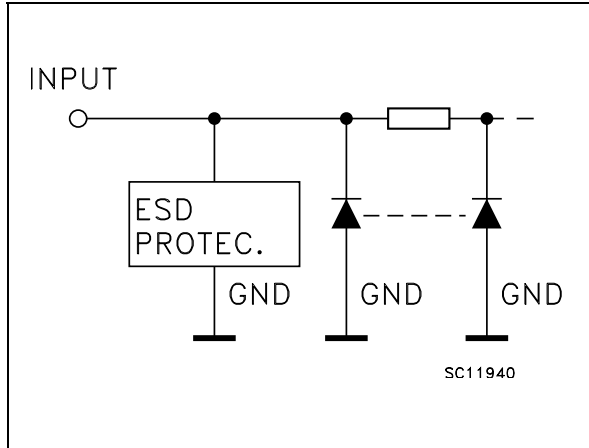 INPUT
ESD
PROTEC.
GND
GND
GND
SC11940